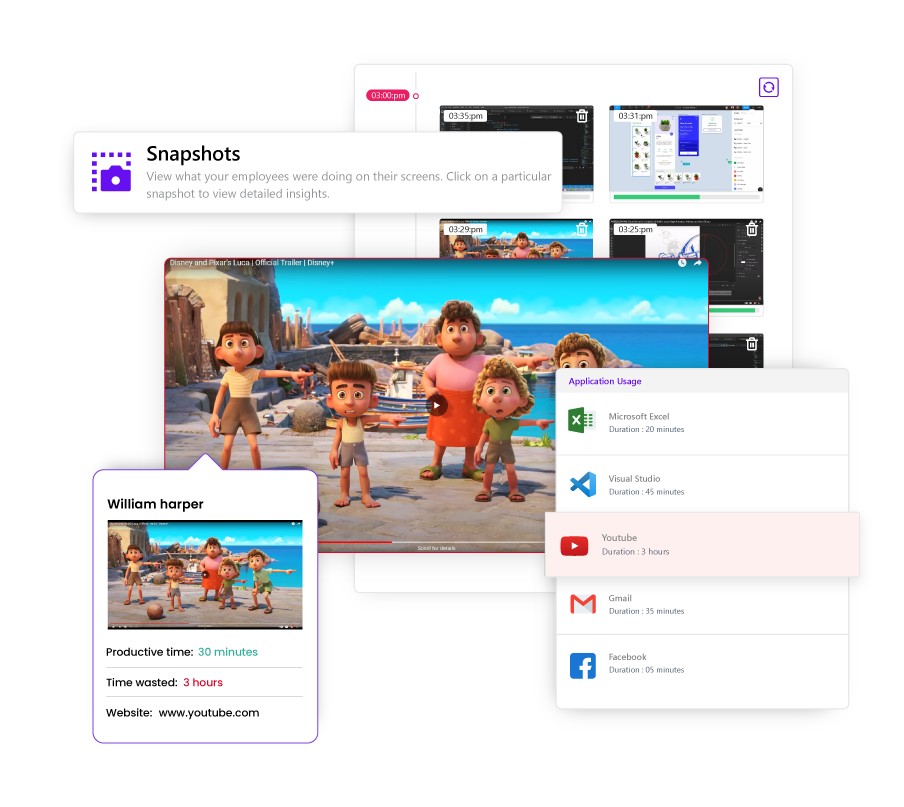 03:00:pm
03:35:pm
03:31:pm
Snapshots
View what your employees were doing on their screens. Click on a particular
snapshot to view detailed insights.
03:29:pm
03:25:pm
Disney and Pixar's Luca | Official Trailer | Disney+
Scroll for details
Application Usage
Microsoft Excel
Duration : 20 minutes
Visual Studio
Duration : 45 minutes
Youtube
Duration : 3 hours
Gmail
Duration : 35 minutes
Facebook
Duration : 05 minutes
William harper
Productive time: 30 minutes
Time wasted: 3 hours
Website: www.youtube.com